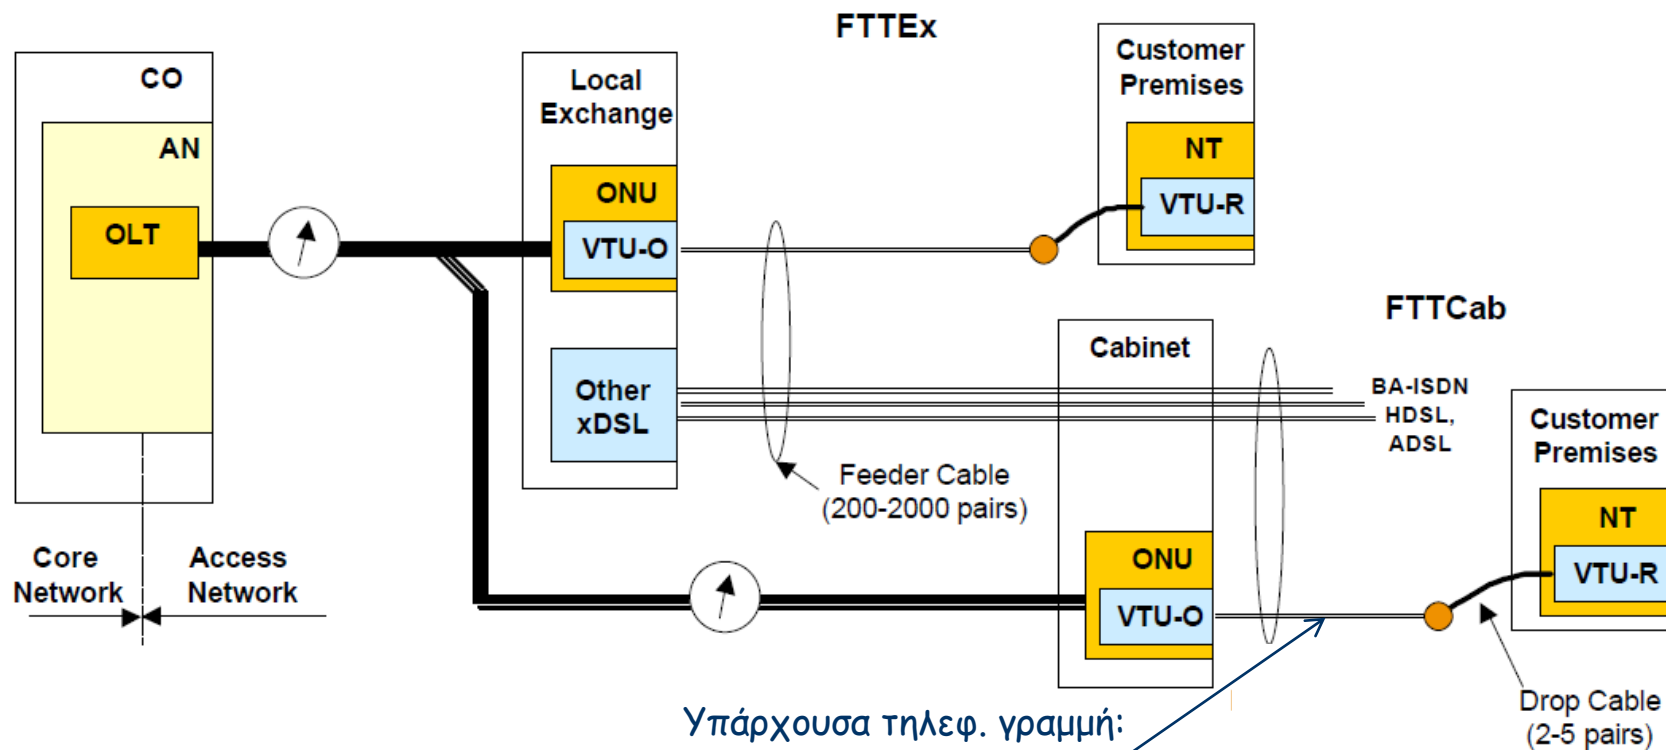 FTTEx
CO
AN
OLT
Local
Exchange
ONU
VTU-O
Other
xDSL
Customer
Premises
NT
VTU-R
FTTCab
Cabinet
BA-ISDN
HDSL,
ADSL
Feeder Cable
(200-2000 pairs)
Customer
Premises
NT
VTU-R
ONU
VTU-O
Core
Network
Access
Network
Drop Cable
(2-5 pairs)
Υπάρχουσα τηλεφ. γραμμή: